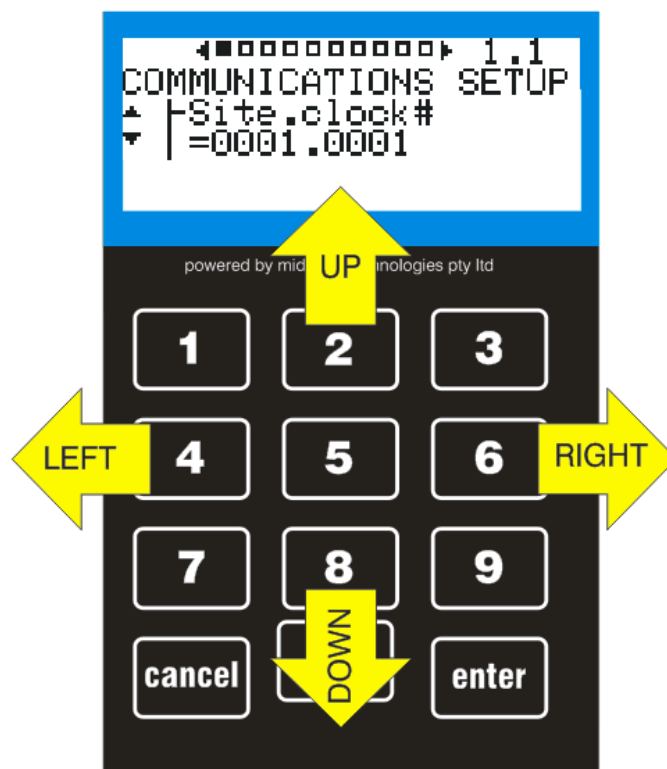 1.1
COMMUNICATIONS SETUP
Site.clock#
=0001.0001
powered by mid nologies pty ltd
UP
1 2 3
LEFT 4 5 6 RIGHT
7 8 9
DOWN
cancel enter